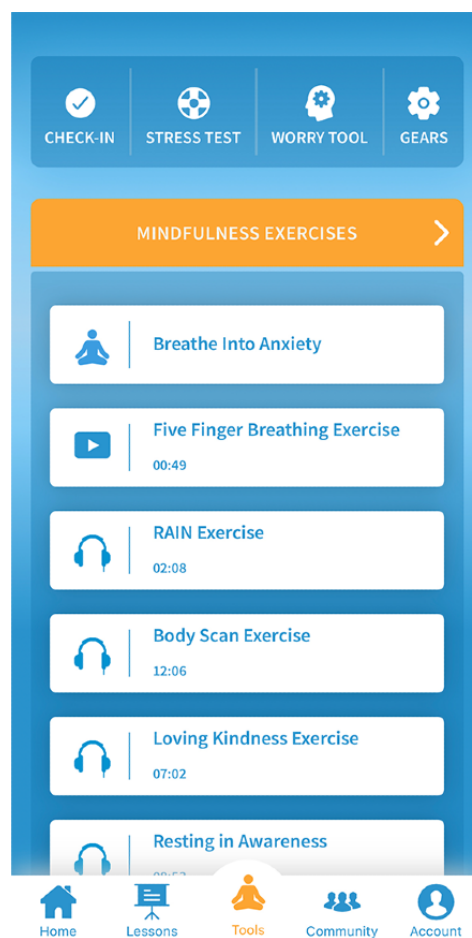 CHECK-IN
STRESS TEST
WORRY TOOL
GEARS
MINDFULNESS EXERCISES
Breathe Into Anxiety
Five Finger Breathing Exercise
00:49
RAIN Exercise
02:08
Body Scan Exercise
12:06
Loving Kindness Exercise
07:02
Resting in Awareness
Home
Lessons
Tools
Community
Account